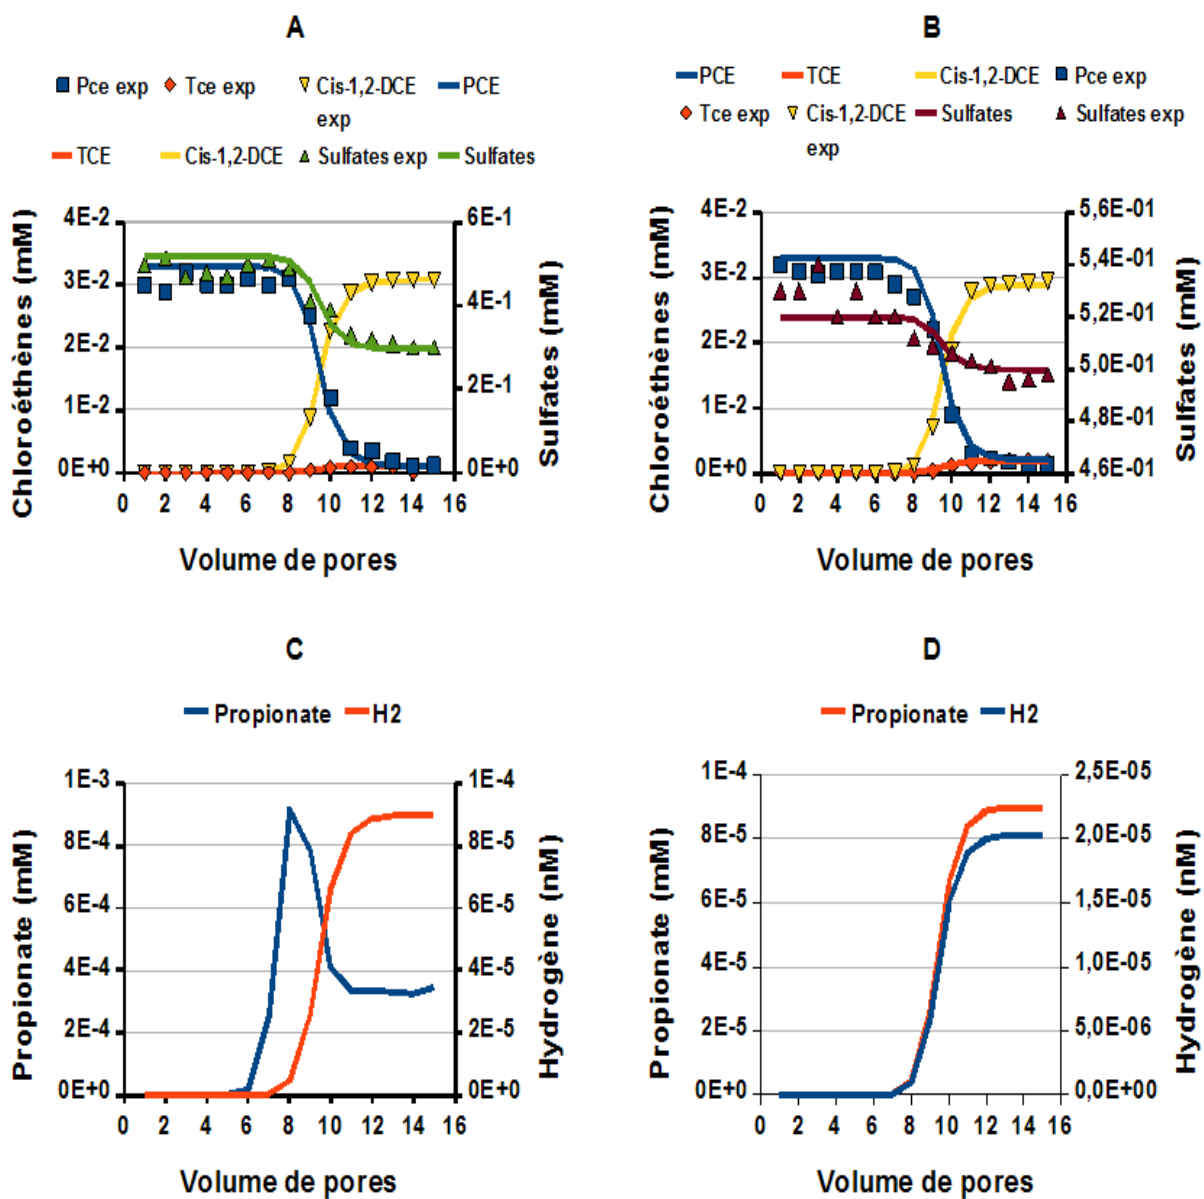 A
Pce exp Tce exp Cis-1,2-DCE exp PCE
TCE Cis-1,2-DCE Sulfates exp Sulfates
4E-2 6E-1
3E-2 4E-1
2E-2 2E-1
1E-2
0E+0 0E+0
0 2 4 6 8 10 12 14 16
Chloroéthènes (mM)
Sulfates (mM)
Volume de pores
B
PCE TCE Cis-1,2-DCE Pce exp
Tce exp Cis-1,2-DCE exp Sulfates Sulfates exp
4E-2 5,6E-01
3E-2 5,4E-01
2E-2 5,2E-01
1E-2 5,0E-01
0E+0 4,8E-01
4,6E-01
0 2 4 6 8 10 12 14 16
Chloroéthènes (mM)
Sulfates (mM)
Volume de pores
C
Propionate H2
1E-3 1E-4
8E-4 8E-5
6E-4 6E-5
4E-4 4E-5
2E-4 2E-5
0E+0 0E+0
0 2 4 6 8 10 12 14 16
Propionate (mM)
Hydrogène (nM)
Volume de pores
D
Propionate H2
1E-4 2,5E-05
8E-5 2,0E-05
6E-5 1,5E-05
4E-5 1,0E-05
2E-5 5,0E-06
0E+0 0,0E+00
0 2 4 6 8 10 12 14 16
Propionate (mM)
Hydrogène (nM)
Volume de pores